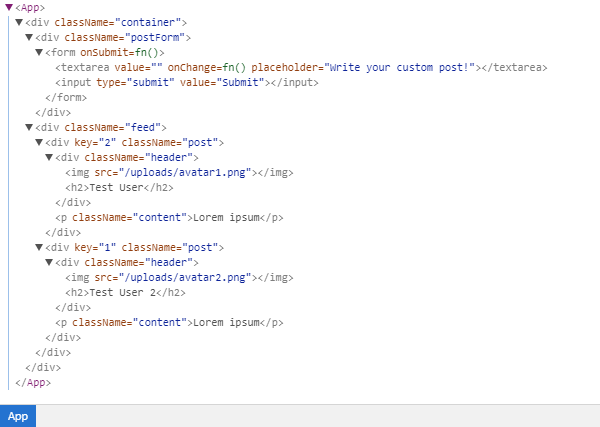 <App>
<div className="container">
<div className="postForm">
<form onSubmit=fn()>
<textarea value="" onChange=fn() placeholder="Write your custom post!"></textarea>
<input type="submit" value="Submit"></input>
</form>
</div>
<div className="feed">
<div key="2" className="post">
<div className="header">
<img src="/uploads/avatar1.png"></img>
<h2>Test User</h2>
</div>
<p className="content">Lorem ipsum</p>
</div>
<div key="1" className="post">
<div className="header">
<img src="/uploads/avatar2.png"></img>
<h2>Test User 2</h2>
</div>
<p className="content">Lorem ipsum</p>
</div>
</div>
</div>
</App>
App